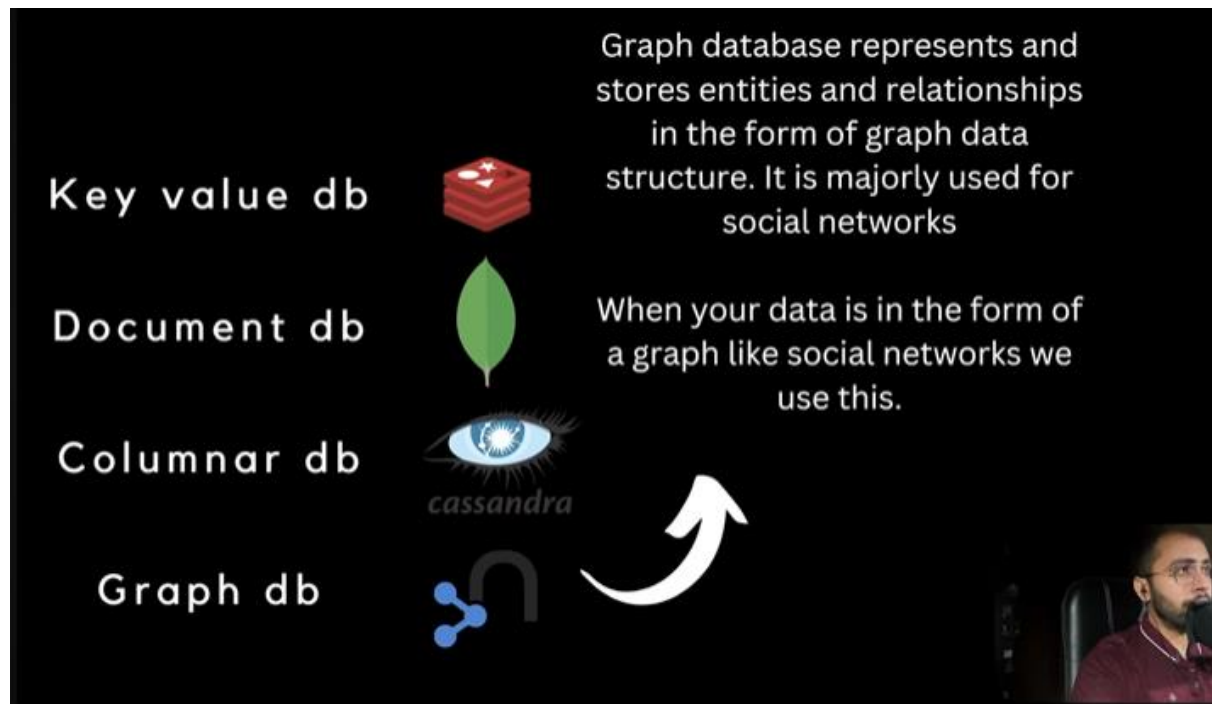 Key value db
Document db
Columnar db
cassandra
Graph db
Graph database represents and
stores entities and relationships
in the form of graph data
structure. It is majorly used for
social networks
When your data is in the form of
a graph like social networks we
use this.